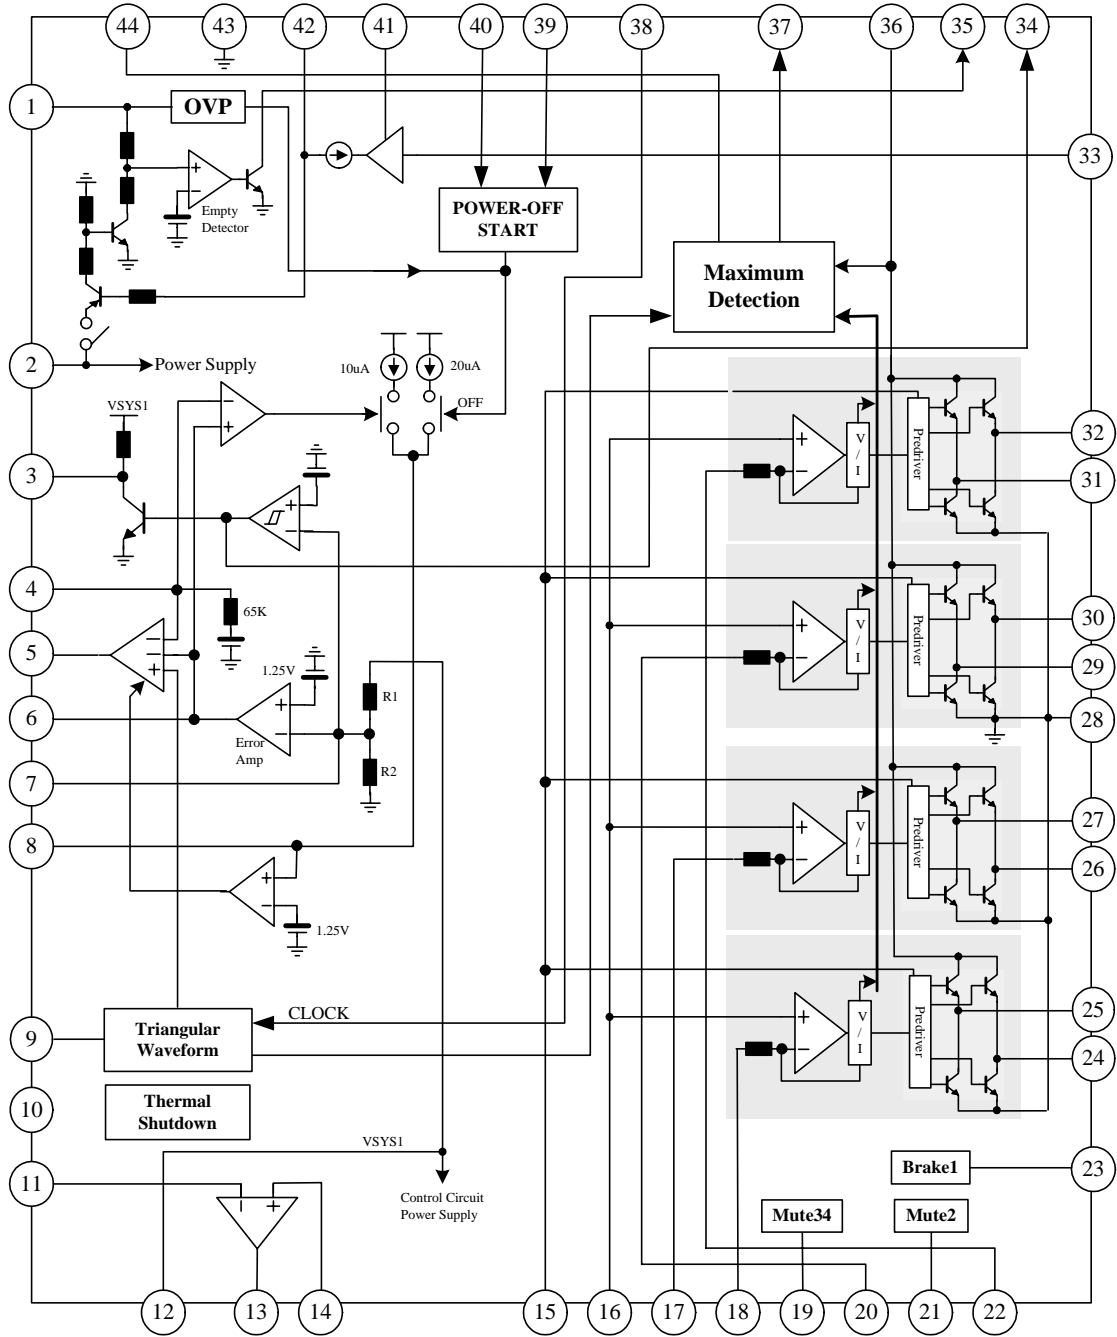 44 43 42 41 40 39 38 37 36 35 34
1
OVP
33
+
−
Empty
Detector
POWER-OFF
START
Maximum
Detection
2
Power Supply
10uA
20uA
OFF
VSYS1
−
+
3
+
−
4
65K
5
−
−
+
1.25V
6
+
−
Error
Amp
R1
R2
7
8
+
−
1.25V
+
−
V
/
I
Predriver
32
31
+
−
V
/
I
Predriver
30
29
28
+
−
V
/
I
Predriver
27
26
+
−
V
/
I
Predriver
25
24
9
Triangular
Waveform
CLOCK
10
Thermal
Shutdown
VSYS1
11
−
+
Control Circuit
Power Supply
Brake1
23
Mute34
Mute2
12 13 14 15 16 17 18 19 20 21 22